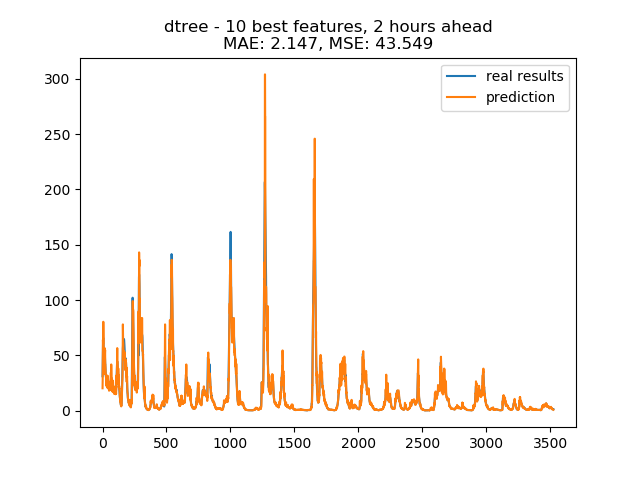 dtree - 10 best features, 2 hours ahead
MAE: 2.147, MSE: 43.549
real results
prediction
300
250
200
150
100
50
0
0 500 1000 1500 2000 2500 3000 3500